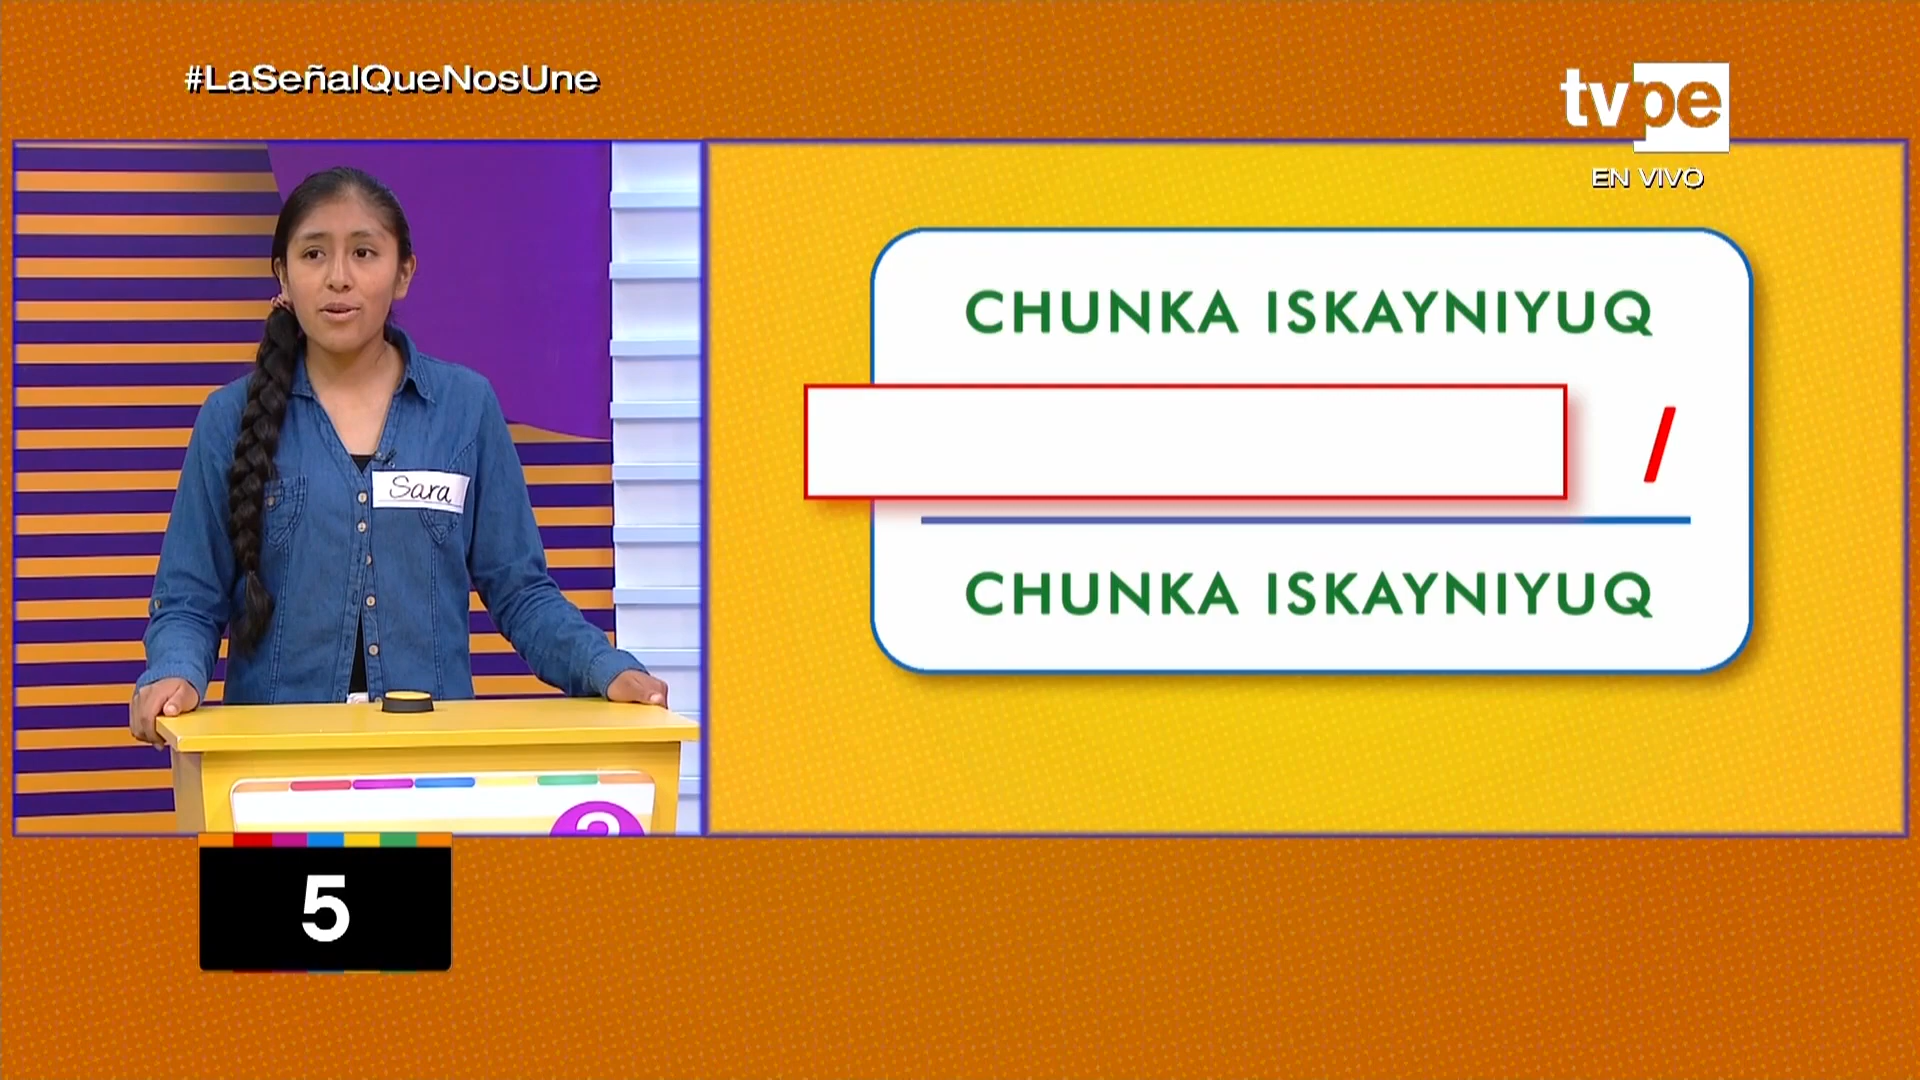 #LaSeñalQueNosUne
tvpe
EN VIVO
CHUNKA ISKAYNIYUQ
/
CHUNKA ISKAYNIYUQ
Sara
5